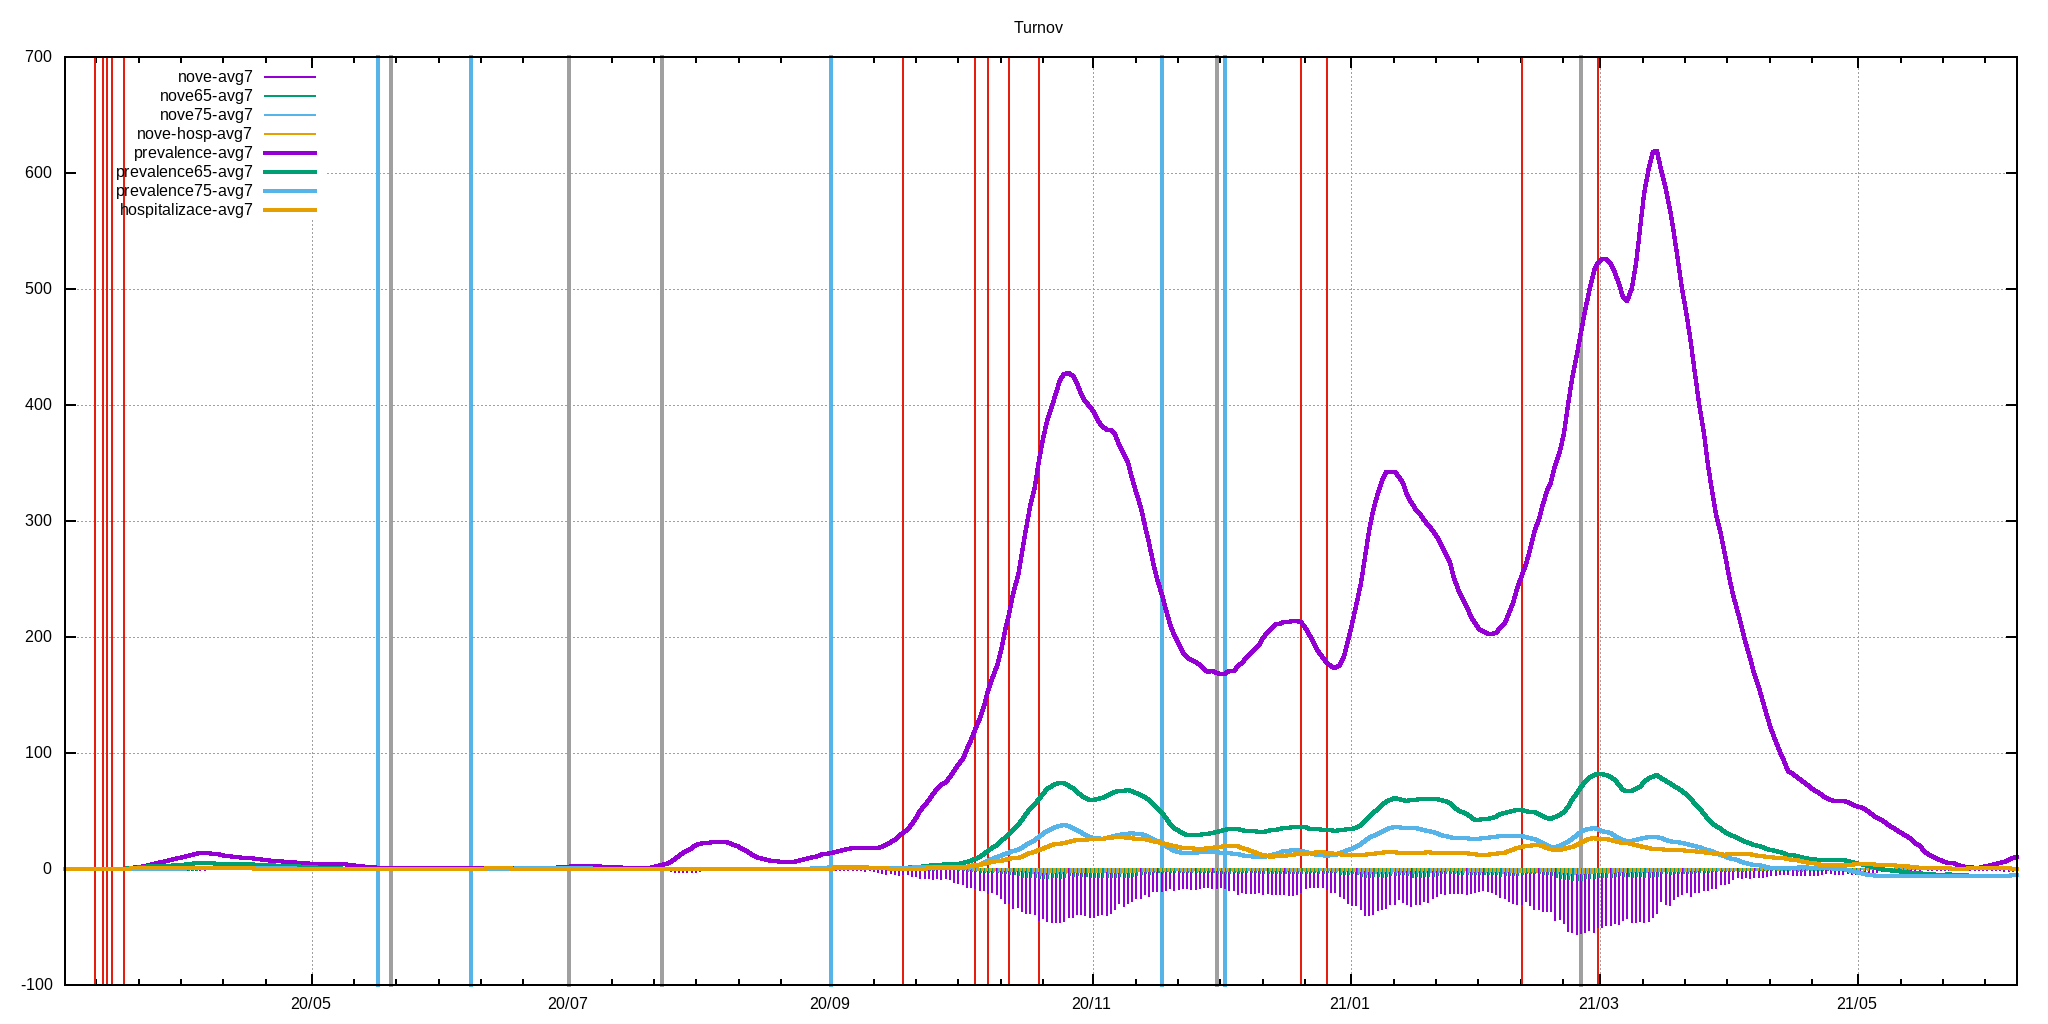 Turnov
700
600
500
400
300
200
100
0
-100
nove-avg7
nove65-avg7
nove75-avg7
nove-hosp-avg7
prevalence-avg7
prevalence65-avg7
prevalence75-avg7
hospitalizace-avg7
20/05 20/07 20/09 20/11 21/01 21/03 21/05